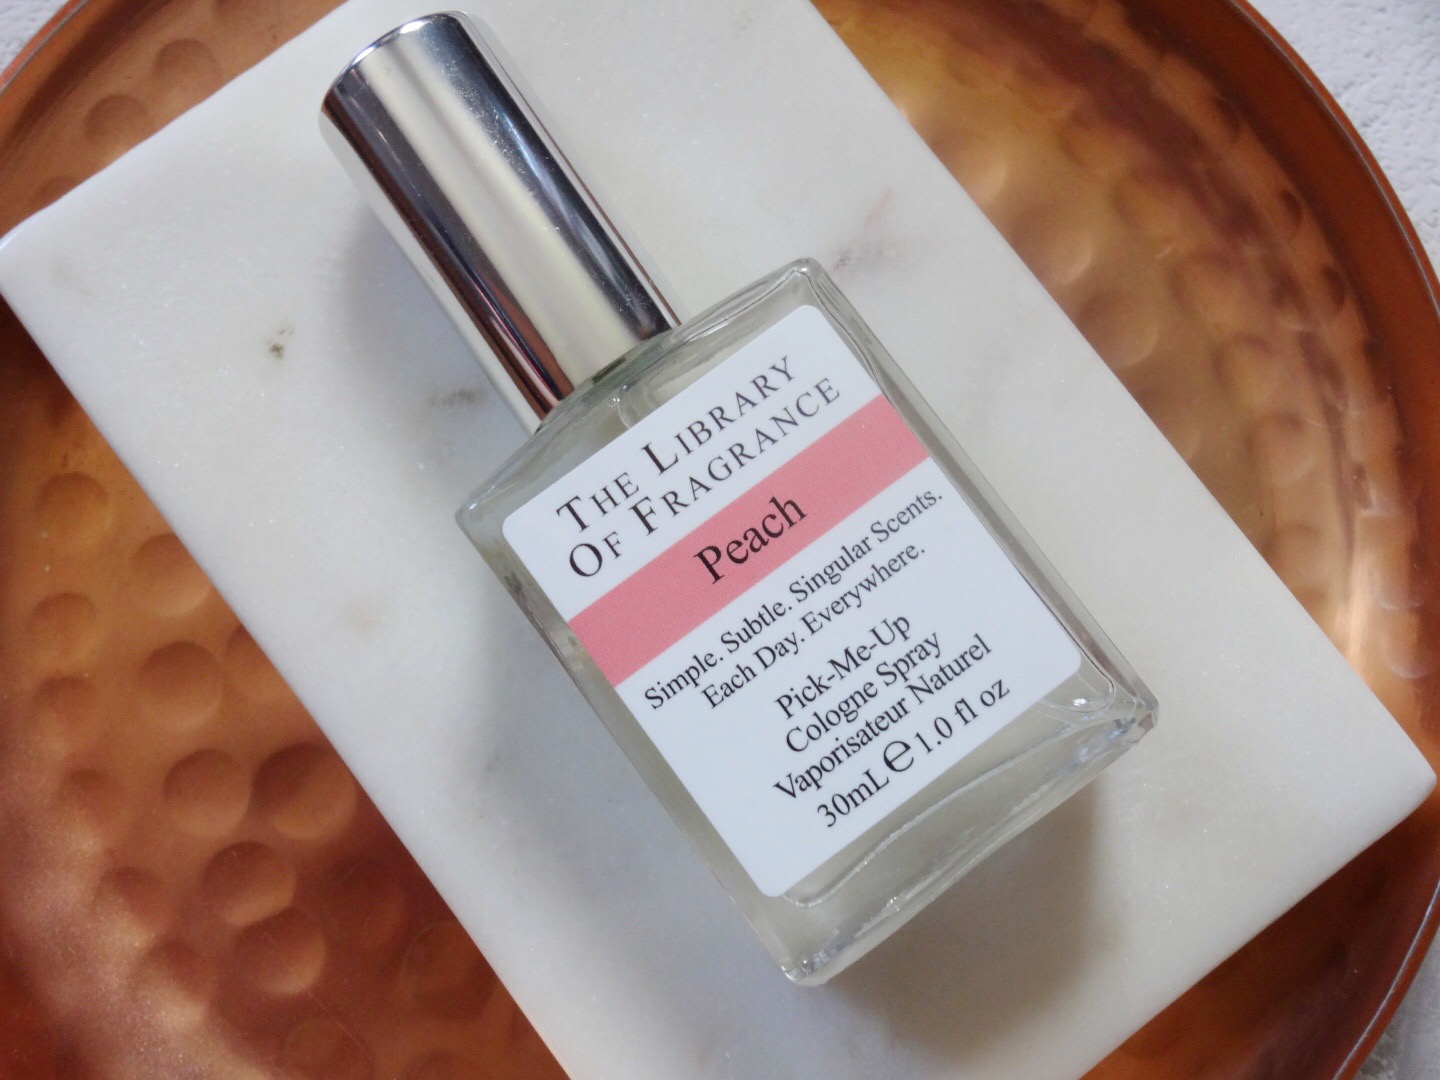 The Library
Of Fragrance
Peach
Simple. Subtle. Singular Scents.
Each Day. Everywhere.
Pick-Me-Up
Cologne Spray
Vaporisateur Naturel
30mL ℮ 1.0 fl oz